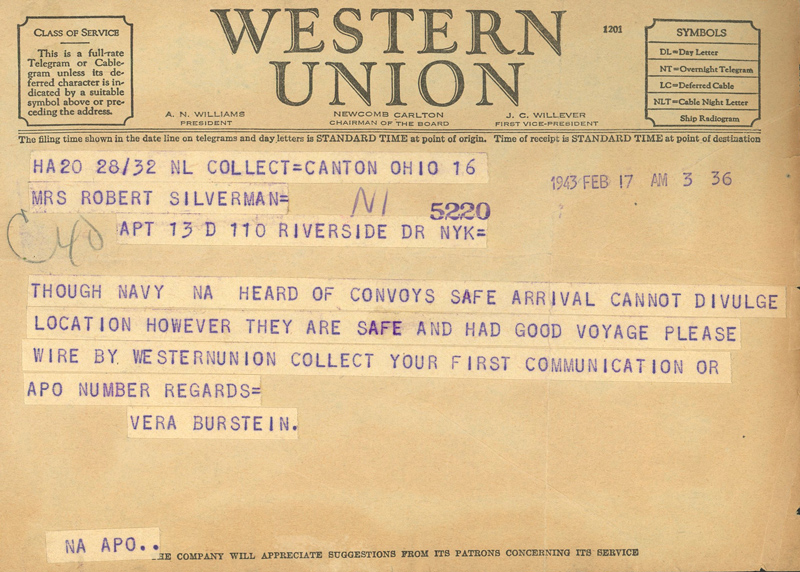 CLASS OF SERVICE
This is a full-rate
Telegram or Cable-
gram unless its de-
ferred character is in-
dicated by a suitable
symbol above or pre-
ceding the address.
WESTERN
UNION
1201
A. N. WILLIAMS
PRESIDENT
NEWCOMB CARLTON
CHAIRMAN OF THE BOARD
J. C. WILLEVER
FIRST VICE-PRESIDENT
SYMBOLS
DL=Day Letter
NT=Overnight Telegram
LC=Deferred Cable
NLT=Cable Night Letter
Ship Radiogram
The filing time shown in the date line on telegrams and day letters is STANDARD TIME at point of origin. Time of receipt is STANDARD TIME at point of destination
HA20 28/32 NL COLLECT=CANTON OHIO 16
1943 FEB 17 AM 3 36
MRS ROBERT SILVERMAN=
N1
5220
40
APT 13 D 110 RIVERSIDE DR NYK=
THOUGH NAVY NA HEARD OF CONVOYS SAFE ARRIVAL CANNOT DIVULGE
LOCATION HOWEVER THEY ARE SAFE AND HAD GOOD VOYAGE PLEASE
WIRE BY WESTERNUNION COLLECT YOUR FIRST COMMUNICATION OR
APO NUMBER REGARDS=
VERA BURSTEIN.
NA APO..
HE COMPANY WILL APPRECIATE SUGGESTIONS FROM ITS PATRONS CONCERNING ITS SERVICE